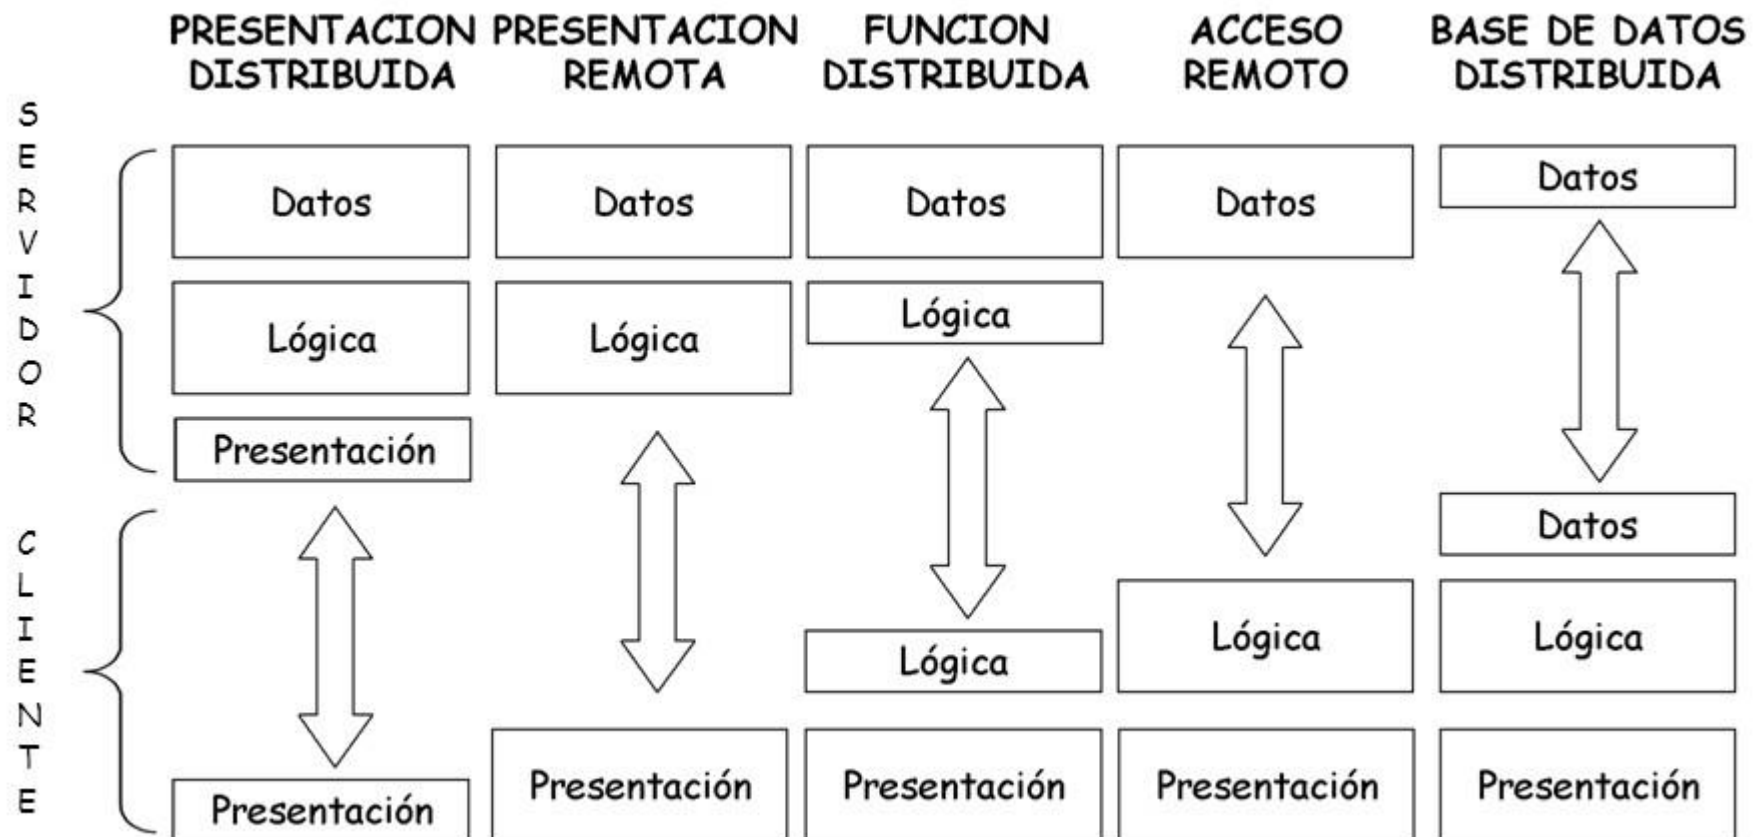 PRESENTACION DISTRIBUIDA
PRESENTACION REMOTA
FUNCION DISTRIBUIDA
ACCESO REMOTO
BASE DE DATOS DISTRIBUIDA
SERVIDOR
Datos
Datos
Datos
Datos
Datos
Lógica
Lógica
Lógica
Presentación
CLIENTE
Datos
Lógica
Lógica
Lógica
Presentación
Presentación
Presentación
Presentación
Presentación